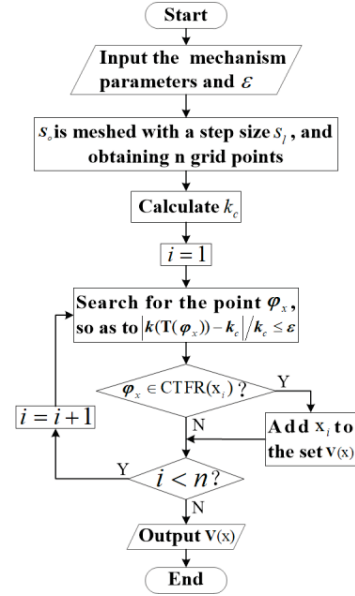 Start
Input the mechanism
parameters and ε
s₀ is meshed with a step size s_l, and
obtaining n grid points
Calculate k_c
i = 1
Search for the point φ_x,
so as to |k(T(φ_x)) − k_c|/k_c ≤ ε
φ_x ∈ CTFR(x_i) ?
Y
N
i = i + 1
Add x_i to
the set V(x)
Y
i < n?
N
Output V(x)
End